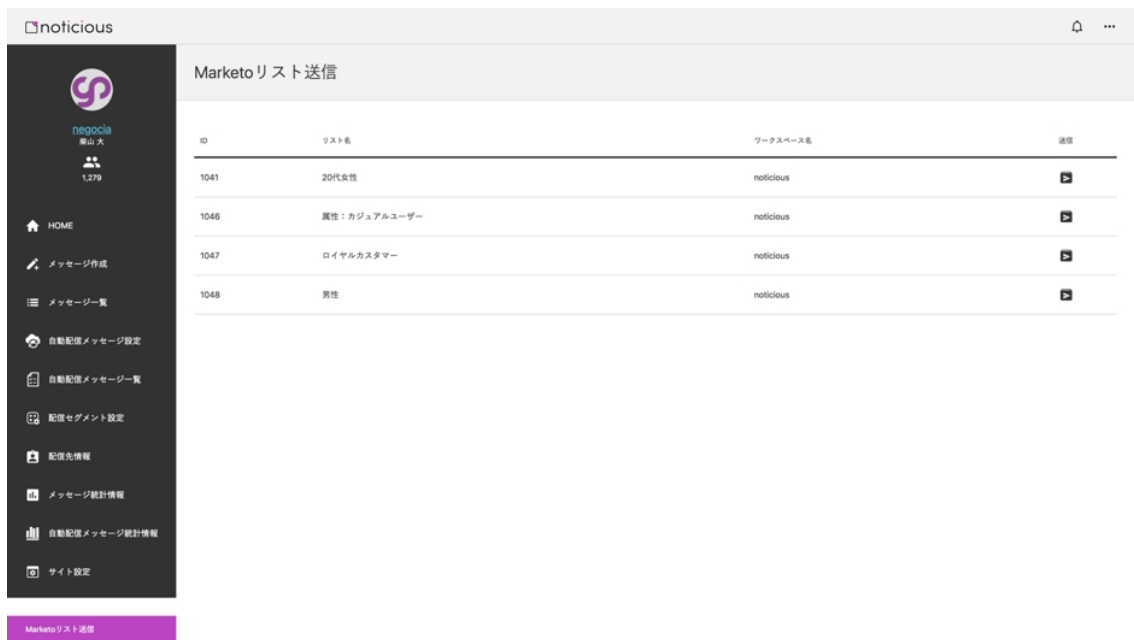 noticious
negocia
柴山 大
1,279
HOME
メッセージ作成
メッセージ一覧
自動配信メッセージ設定
自動配信メッセージ一覧
配信セグメント設定
配信先情報
メッセージ統計情報
自動配信メッセージ統計情報
サイト設定
Marketoリスト送信
Marketoリスト送信
ID リスト名 ワークスペース名 送信
1041 20代女性 noticious
1046 属性：カジュアルユーザー noticious
1047 ロイヤルカスタマー noticious
1048 男性 noticious